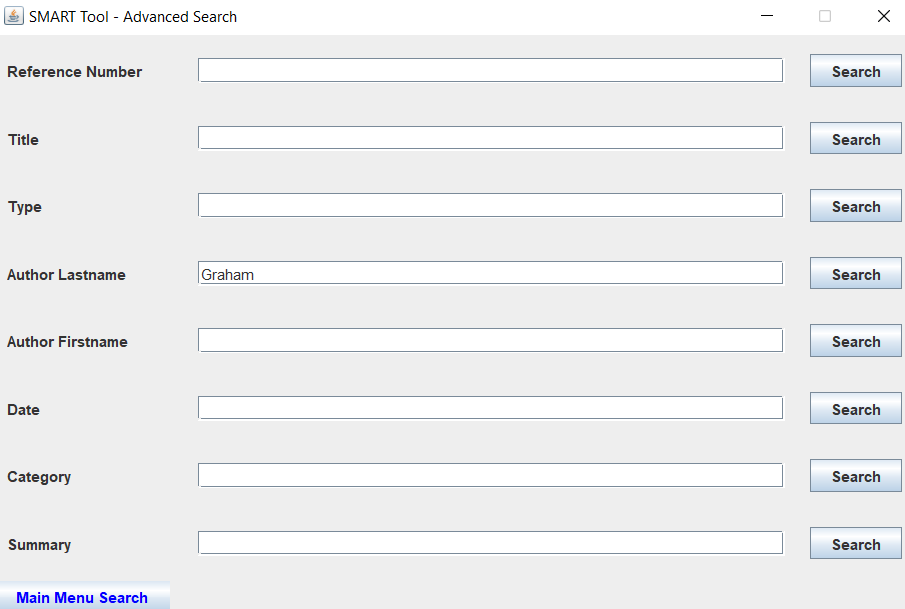 SMART Tool - Advanced Search
Reference Number Search
Title Search
Type Search
Author Lastname Graham Search
Author Firstname Search
Date Search
Category Search
Summary Search
Main Menu Search